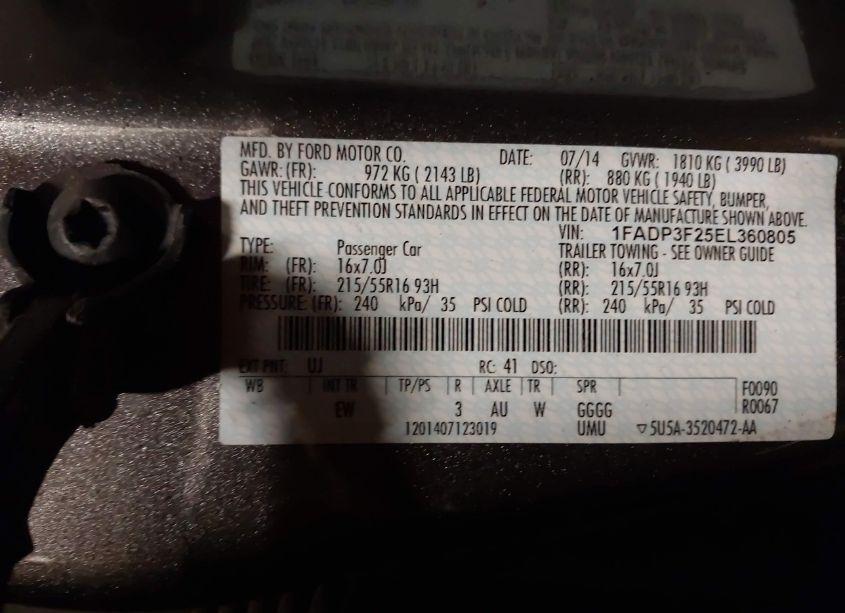 MFD. BY FORD MOTOR CO. DATE: 07/14 GVWR: 1810 KG ( 3990 LB)
GAWR: (FR): 972 KG ( 2143 LB) (RR): 880 KG ( 1940 LB)
THIS VEHICLE CONFORMS TO ALL APPLICABLE FEDERAL MOTOR VEHICLE SAFETY, BUMPER,
AND THEFT PREVENTION STANDARDS IN EFFECT ON THE DATE OF MANUFACTURE SHOWN ABOVE.
VIN: 1FADP3F25EL360805
TYPE: Passenger Car TRAILER TOWING - SEE OWNER GUIDE
RIM: (FR): 16x7.0J (RR): 16x7.0J
TIRE: (FR): 215/55R16 93H (RR): 215/55R16 93H
PRESSURE: (FR): 240 kPa/ 35 PSI COLD (RR): 240 kPa/ 35 PSI COLD
EXT PNT: UJ RC: 41 DSO:
WB INT TR TP/PS R AXLE TR SPR F0090
EW 3 AU W GGGG R0067
1201407123019 UMU ▽5U5A-3520472-AA